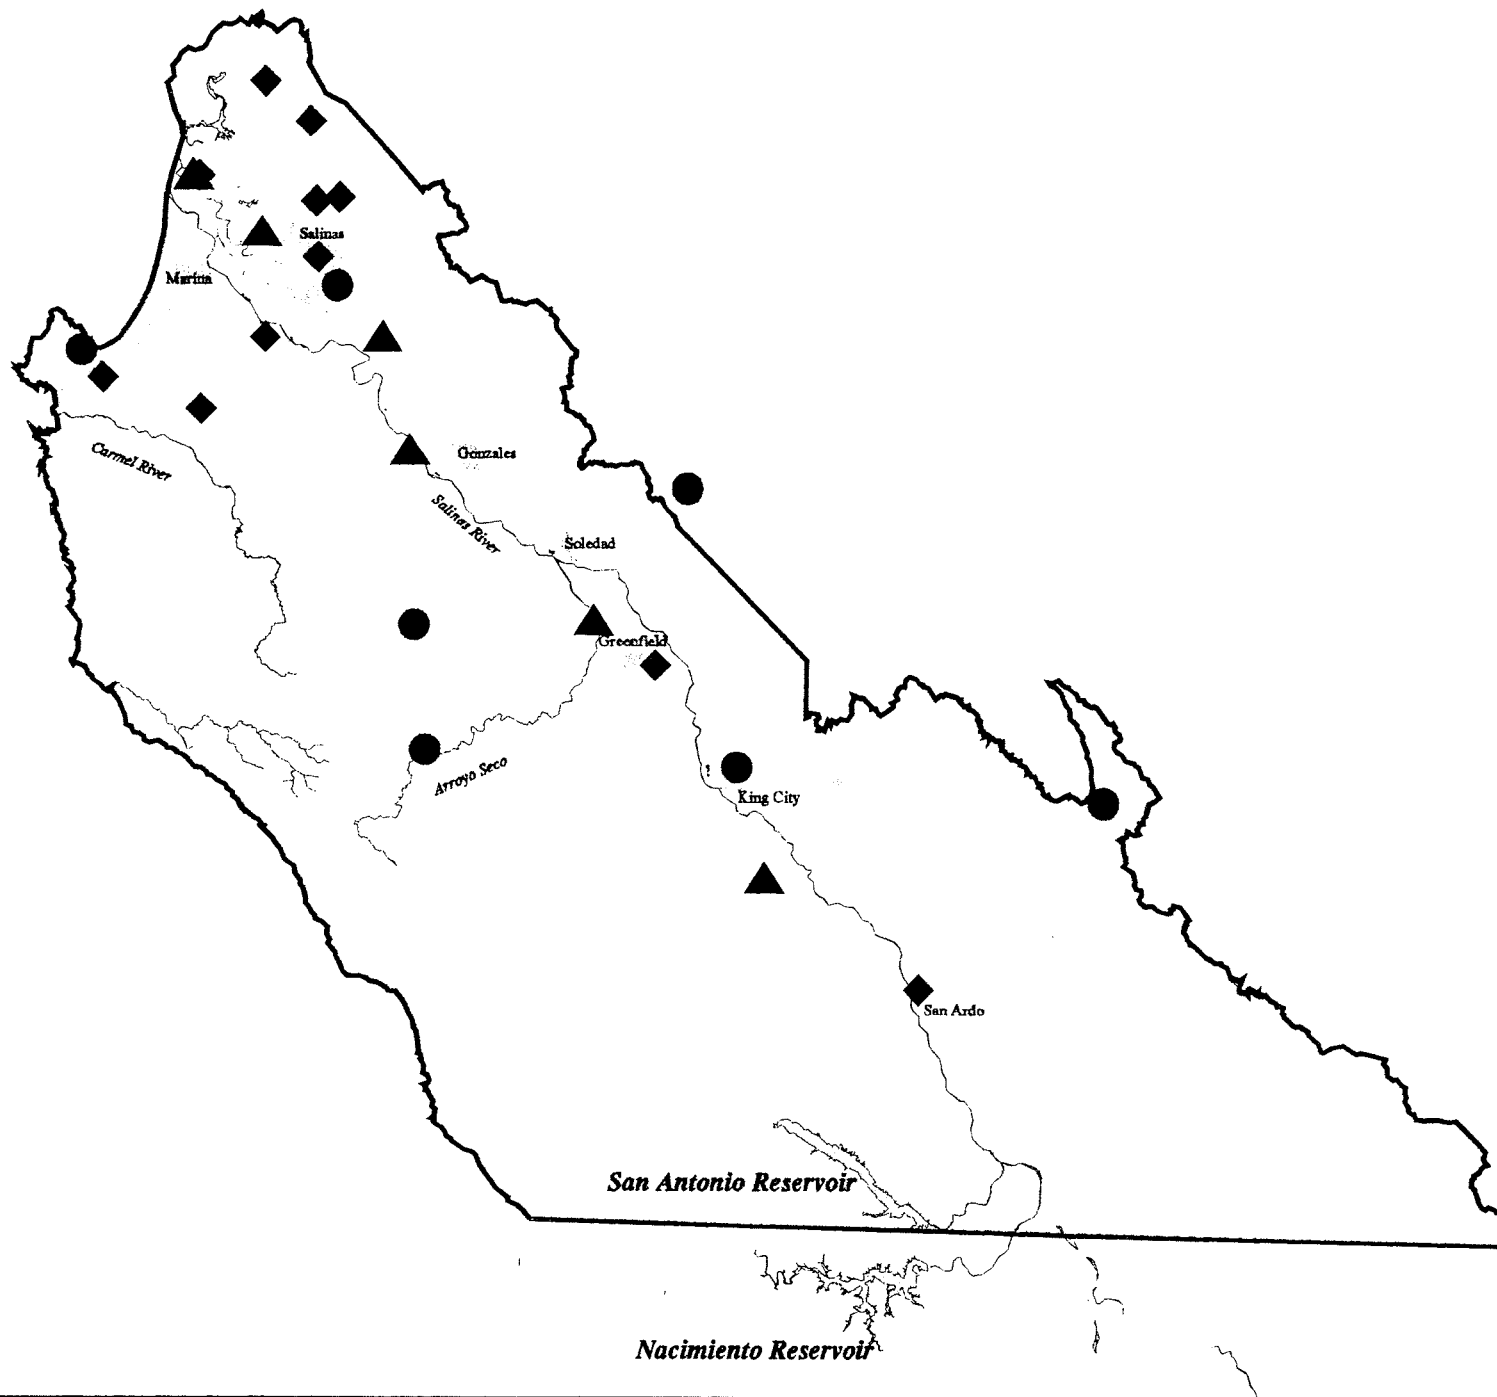 Salinas
Marina
Carmel River
Gonzales
Salinas River
Soledad
Greenfield
Arroyo Seco
King City
San Ardo
San Antonio Reservoir
Nacimiento Reservoir